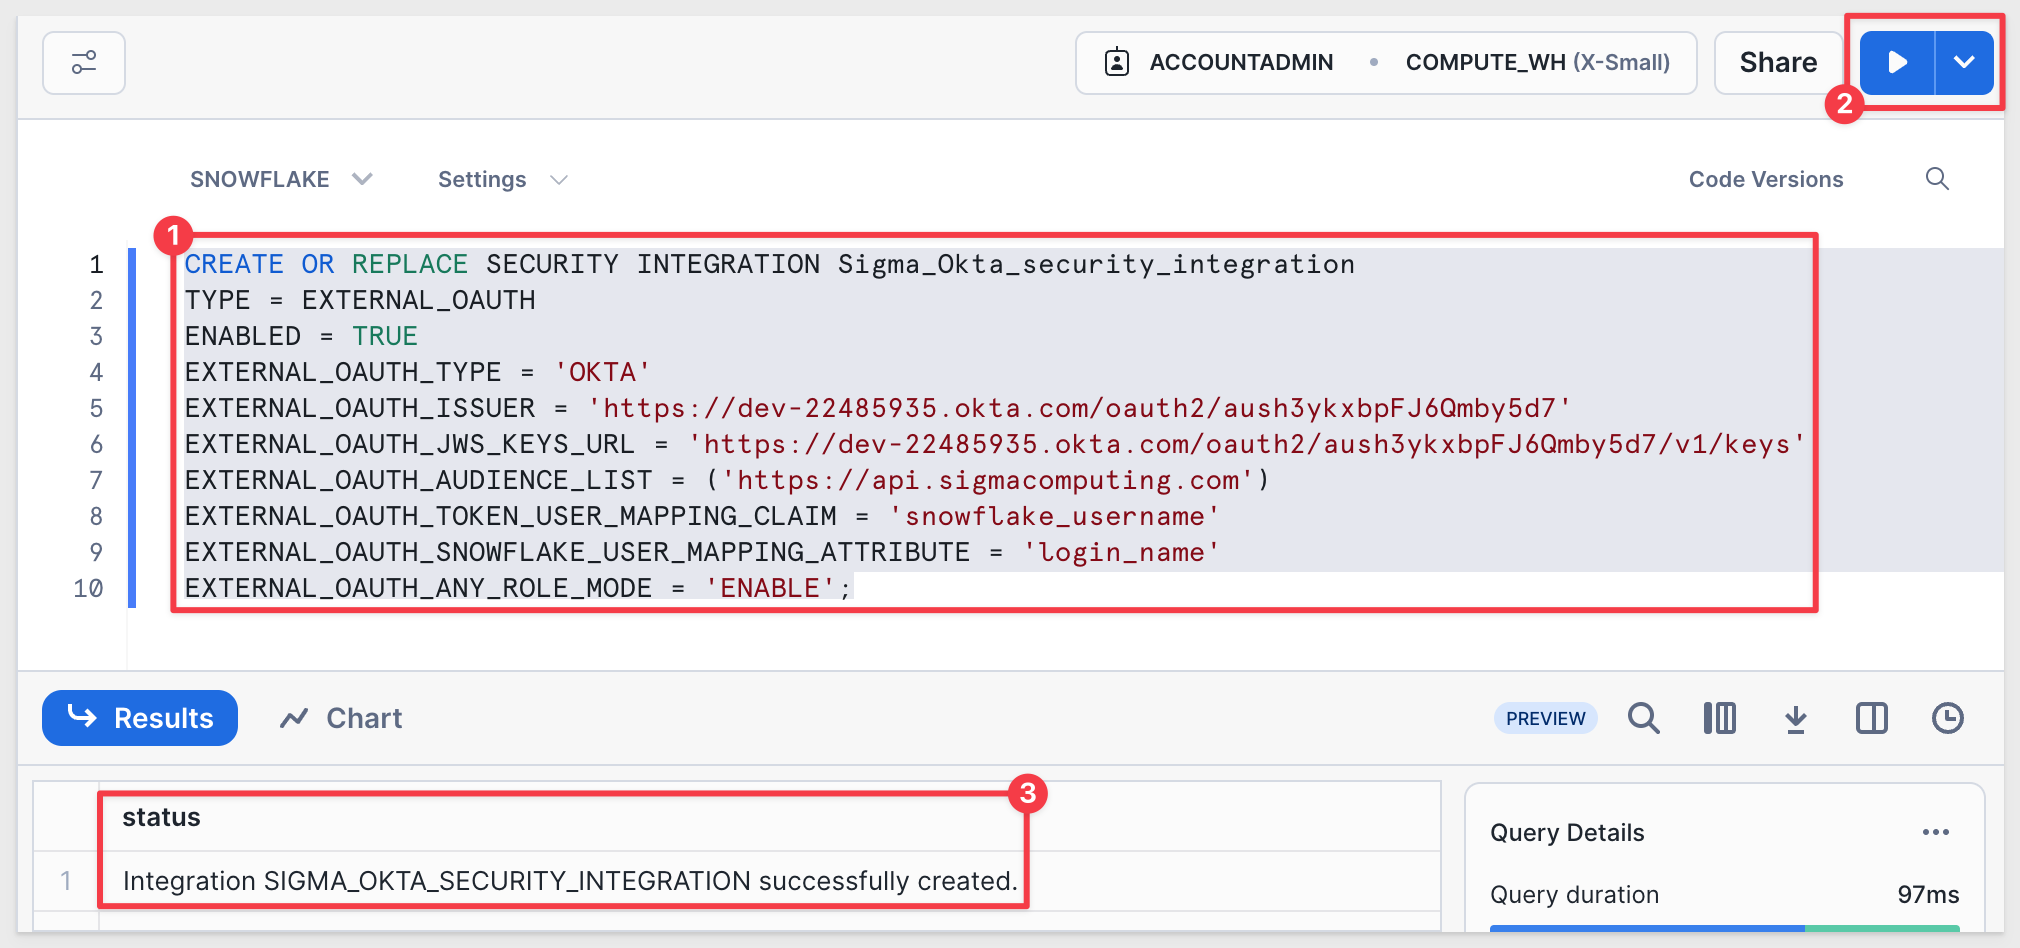 ACCOUNTADMIN • COMPUTE_WH (X-Small)
Share
2
SNOWFLAKE
Settings
Code Versions
1
1 CREATE OR REPLACE SECURITY INTEGRATION Sigma_Okta_security_integration
2 TYPE = EXTERNAL_OAUTH
3 ENABLED = TRUE
4 EXTERNAL_OAUTH_TYPE = 'OKTA'
5 EXTERNAL_OAUTH_ISSUER = 'https://dev-22485935.okta.com/oauth2/aush3ykxbpFJ6Qmby5d7'
6 EXTERNAL_OAUTH_JWS_KEYS_URL = 'https://dev-22485935.okta.com/oauth2/aush3ykxbpFJ6Qmby5d7/v1/keys'
7 EXTERNAL_OAUTH_AUDIENCE_LIST = ('https://api.sigmacomputing.com')
8 EXTERNAL_OAUTH_TOKEN_USER_MAPPING_CLAIM = 'snowflake_username'
9 EXTERNAL_OAUTH_SNOWFLAKE_USER_MAPPING_ATTRIBUTE = 'login_name'
10 EXTERNAL_OAUTH_ANY_ROLE_MODE = 'ENABLE';
Results
Chart
PREVIEW
3
status
1 Integration SIGMA_OKTA_SECURITY_INTEGRATION successfully created.
Query Details
Query duration 97ms